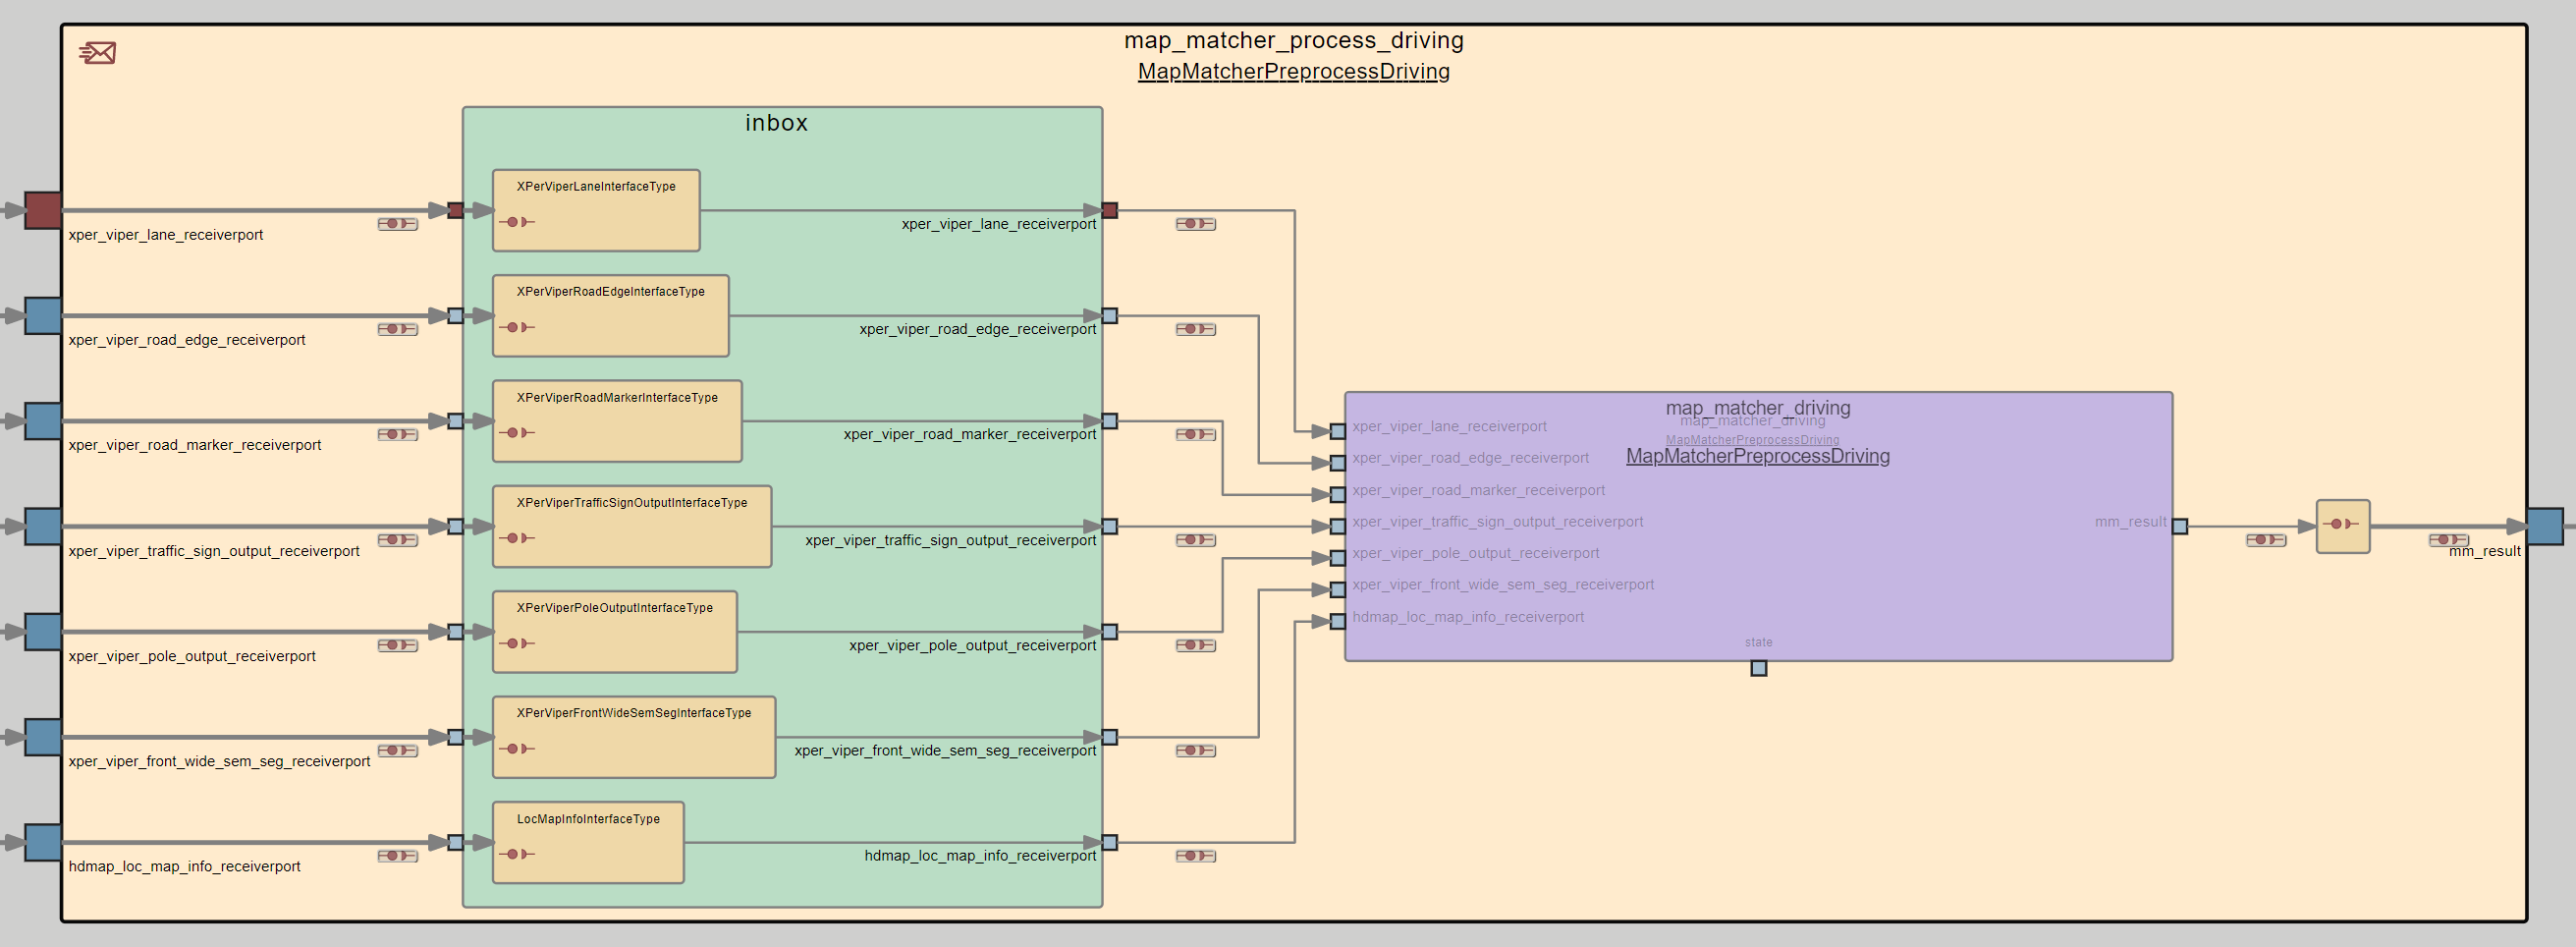 map_matcher_process_driving
MapMatcherPreprocessDriving
inbox
XPerViperLaneInterfaceType
xper_viper_lane_receiverport
xper_viper_lane_receiverport
XPerViperRoadEdgeInterfaceType
xper_viper_road_edge_receiverport
xper_viper_road_edge_receiverport
XPerViperRoadMarkerInterfaceType
xper_viper_road_marker_receiverport
xper_viper_road_marker_receiverport
XPerViperTrafficSignOutputInterfaceType
xper_viper_traffic_sign_output_receiverport
xper_viper_traffic_sign_output_receiverport
XPerViperPoleOutputInterfaceType
xper_viper_pole_output_receiverport
xper_viper_pole_output_receiverport
XPerViperFrontWideSemSegInterfaceType
xper_viper_front_wide_sem_seg_receiverport
xper_viper_front_wide_sem_seg_receiverport
LocMapInfoInterfaceType
hdmap_loc_map_info_receiverport
hdmap_loc_map_info_receiverport
map_matcher_driving
map_matcher_driving
MapMatcherPreprocessDriving
MapMatcherPreprocessDriving
xper_viper_lane_receiverport
xper_viper_road_edge_receiverport
xper_viper_road_marker_receiverport
xper_viper_traffic_sign_output_receiverport
xper_viper_pole_output_receiverport
xper_viper_front_wide_sem_seg_receiverport
hdmap_loc_map_info_receiverport
mm_result
state
mm_result